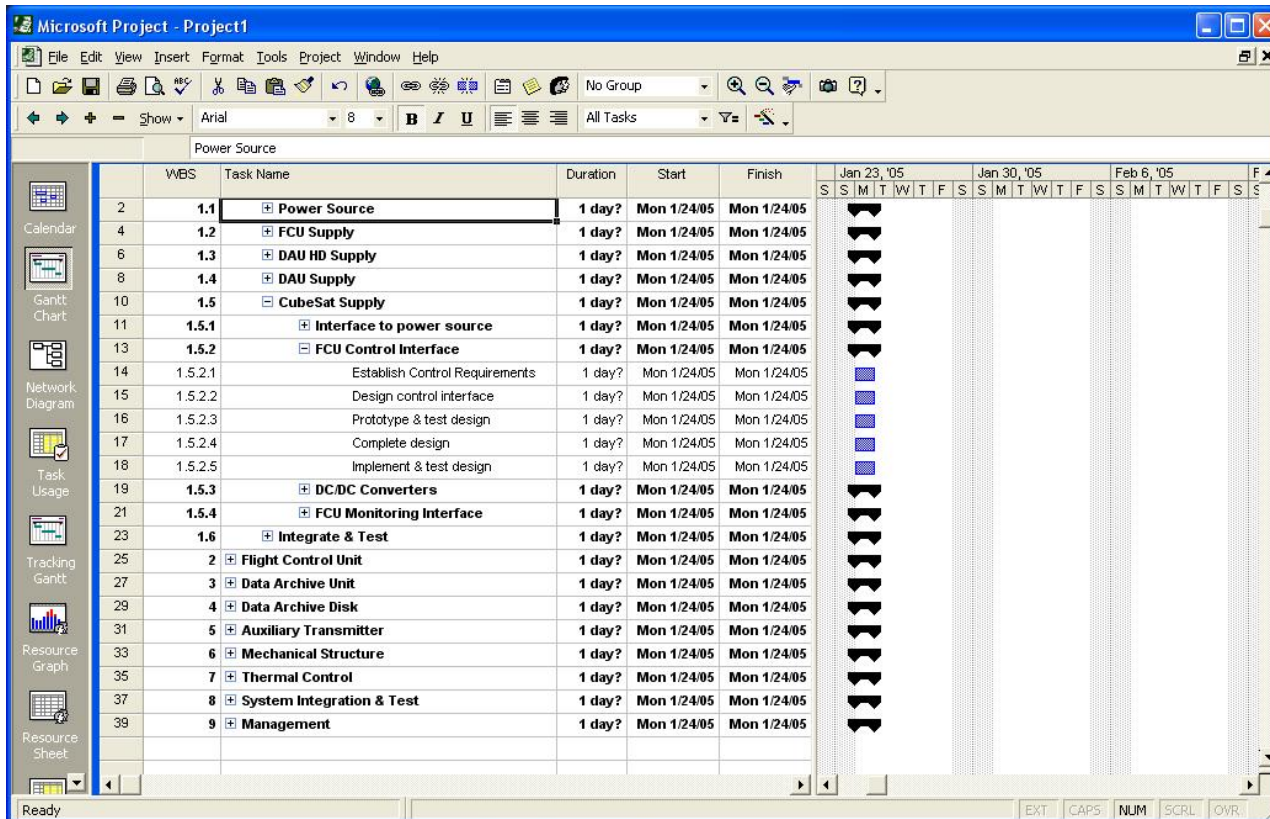 Microsoft Project - Project1
File Edit View Insert Format Tools Project Window Help
No Group
Show Arial 8 B I U All Tasks
Power Source
WBS Task Name Duration Start Finish Jan 23, '05 Jan 30, '05 Feb 6, '05 F
S S M T W T F S S M T W T F S S M T W T F S S
2 1.1 Power Source 1 day? Mon 1/24/05 Mon 1/24/05
Calendar 4 1.2 FCU Supply 1 day? Mon 1/24/05 Mon 1/24/05
6 1.3 DAU HD Supply 1 day? Mon 1/24/05 Mon 1/24/05
8 1.4 DAU Supply 1 day? Mon 1/24/05 Mon 1/24/05
Gantt Chart 10 1.5 CubeSat Supply 1 day? Mon 1/24/05 Mon 1/24/05
11 1.5.1 Interface to power source 1 day? Mon 1/24/05 Mon 1/24/05
13 1.5.2 FCU Control Interface 1 day? Mon 1/24/05 Mon 1/24/05
14 1.5.2.1 Establish Control Requirements 1 day? Mon 1/24/05 Mon 1/24/05
Network Diagram 15 1.5.2.2 Design control interface 1 day? Mon 1/24/05 Mon 1/24/05
16 1.5.2.3 Prototype & test design 1 day? Mon 1/24/05 Mon 1/24/05
17 1.5.2.4 Complete design 1 day? Mon 1/24/05 Mon 1/24/05
Task Usage 18 1.5.2.5 Implement & test design 1 day? Mon 1/24/05 Mon 1/24/05
19 1.5.3 DC/DC Converters 1 day? Mon 1/24/05 Mon 1/24/05
21 1.5.4 FCU Monitoring Interface 1 day? Mon 1/24/05 Mon 1/24/05
23 1.6 Integrate & Test 1 day? Mon 1/24/05 Mon 1/24/05
Tracking Gantt 25 2 Flight Control Unit 1 day? Mon 1/24/05 Mon 1/24/05
27 3 Data Archive Unit 1 day? Mon 1/24/05 Mon 1/24/05
29 4 Data Archive Disk 1 day? Mon 1/24/05 Mon 1/24/05
31 5 Auxiliary Transmitter 1 day? Mon 1/24/05 Mon 1/24/05
Resource Graph 33 6 Mechanical Structure 1 day? Mon 1/24/05 Mon 1/24/05
35 7 Thermal Control 1 day? Mon 1/24/05 Mon 1/24/05
37 8 System Integration & Test 1 day? Mon 1/24/05 Mon 1/24/05
Resource Sheet 39 9 Management 1 day? Mon 1/24/05 Mon 1/24/05
Ready EXT CAPS NUM SCRL OVR